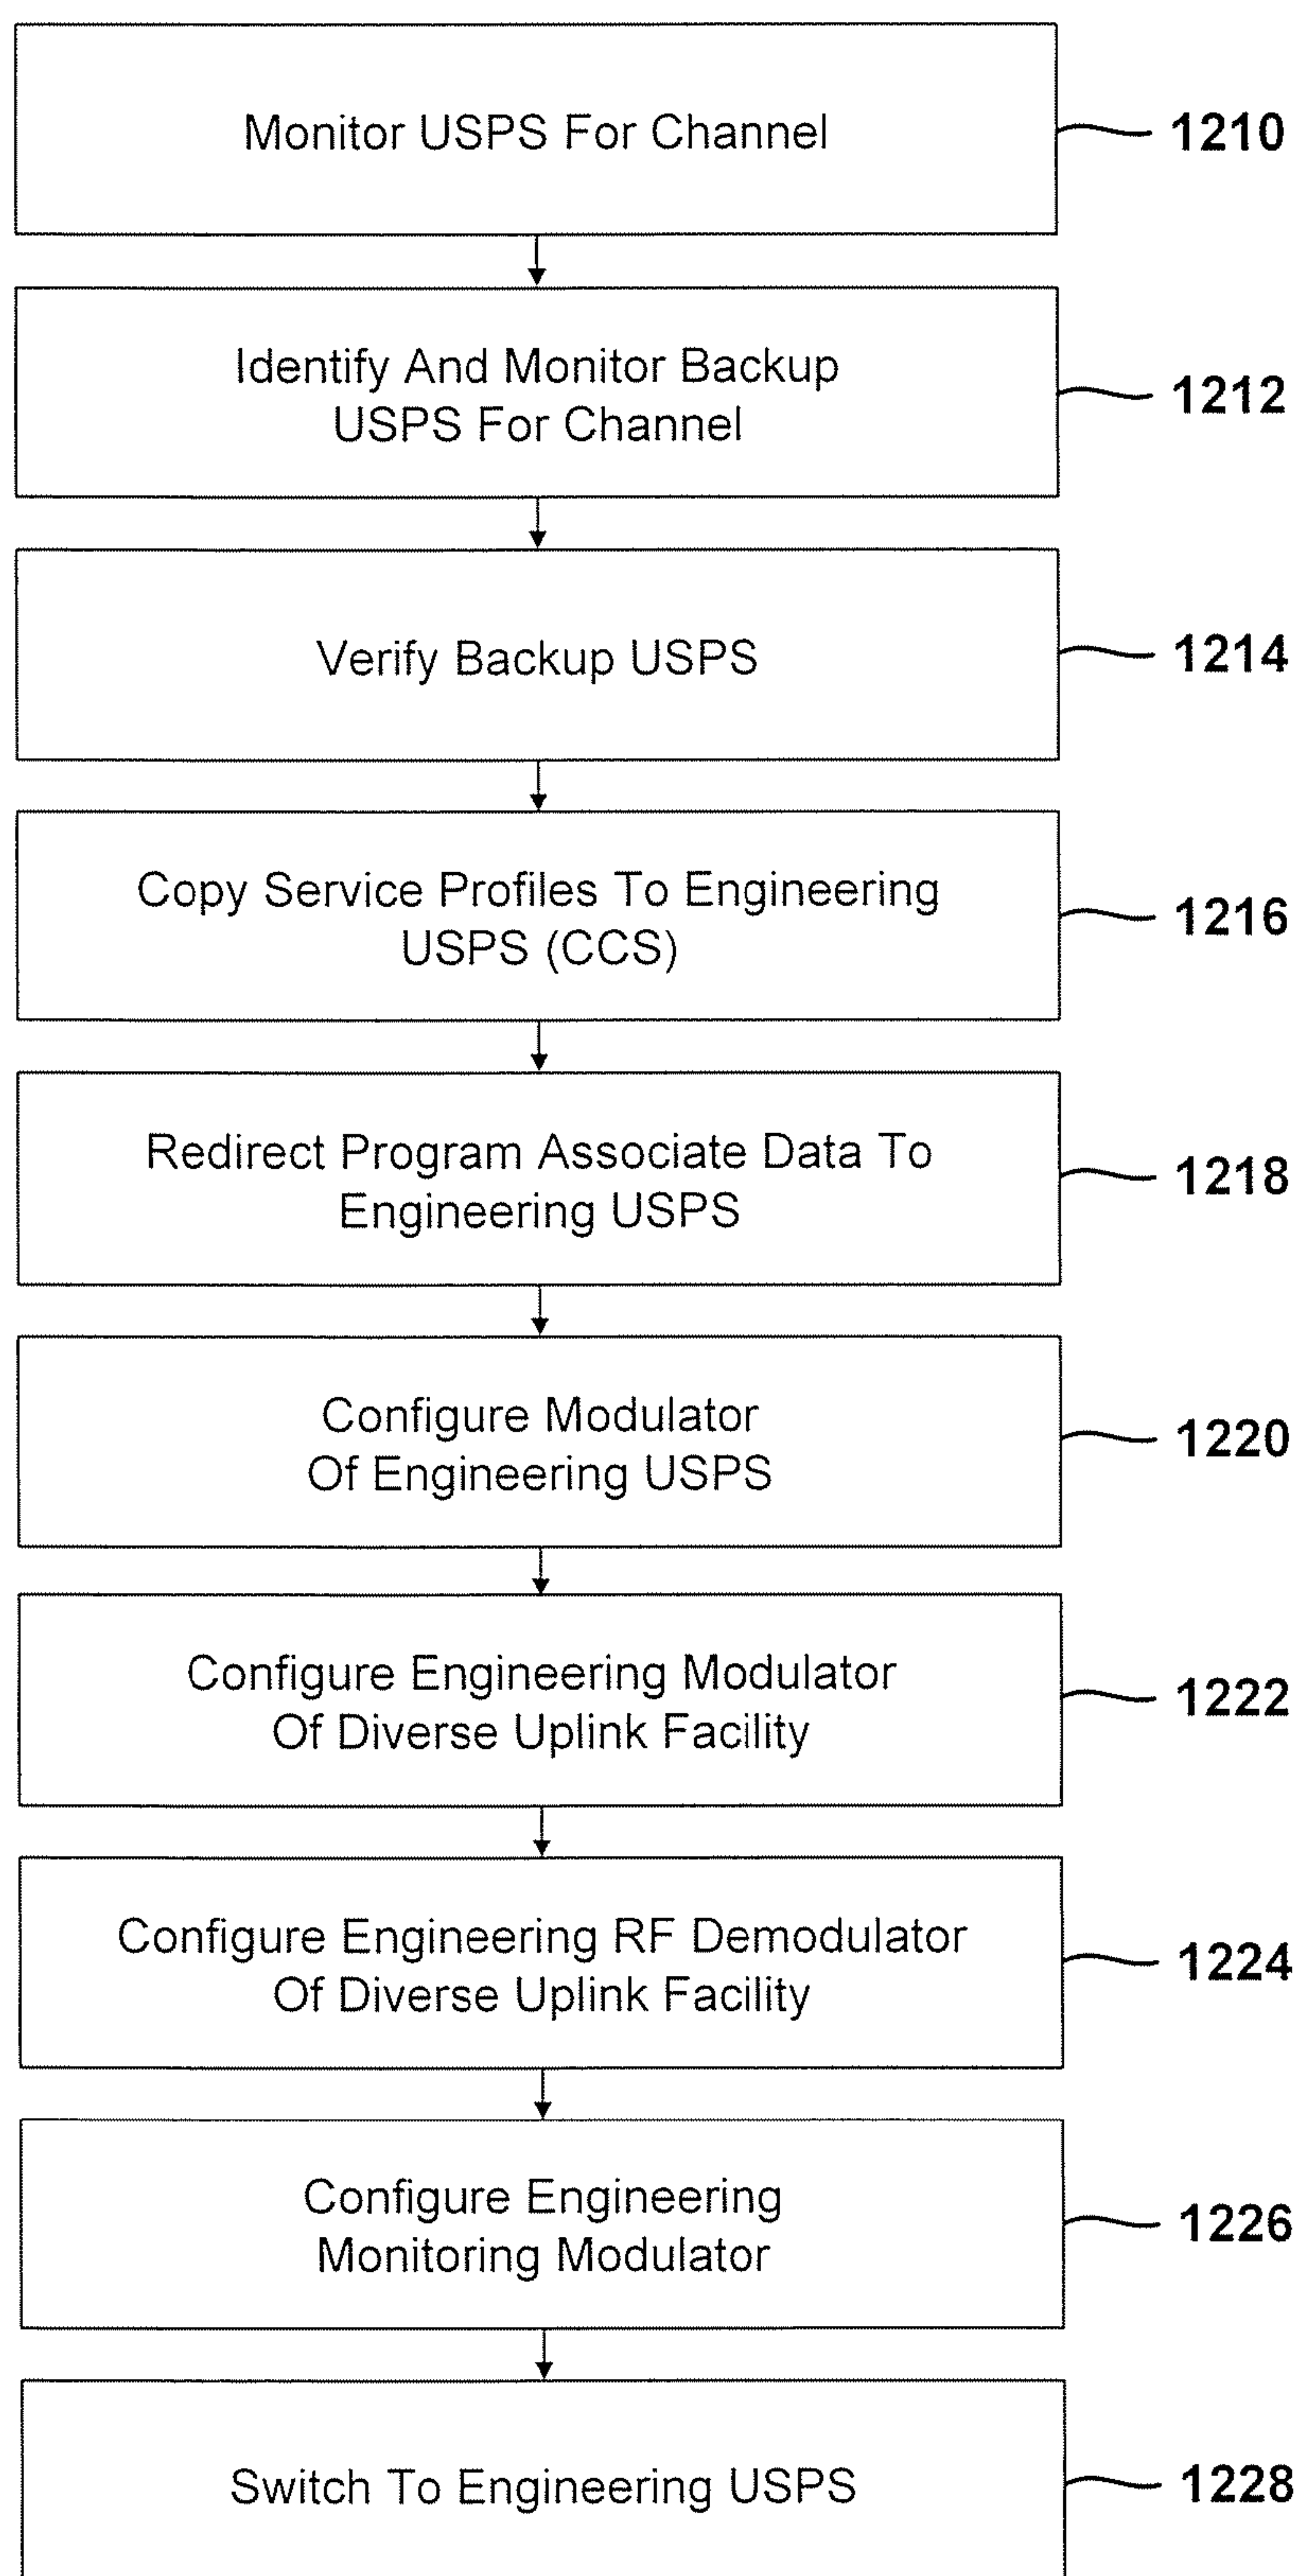 Monitor USPS For Channel
1210
Identify And Monitor Backup
USPS For Channel
1212
Verify Backup USPS
1214
Copy Service Profiles To Engineering
USPS (CCS)
1216
Redirect Program Associate Data To
Engineering USPS
1218
Configure Modulator
Of Engineering USPS
1220
Configure Engineering Modulator
Of Diverse Uplink Facility
1222
Configure Engineering RF Demodulator
Of Diverse Uplink Facility
1224
Configure Engineering
Monitoring Modulator
1226
Switch To Engineering USPS
1228